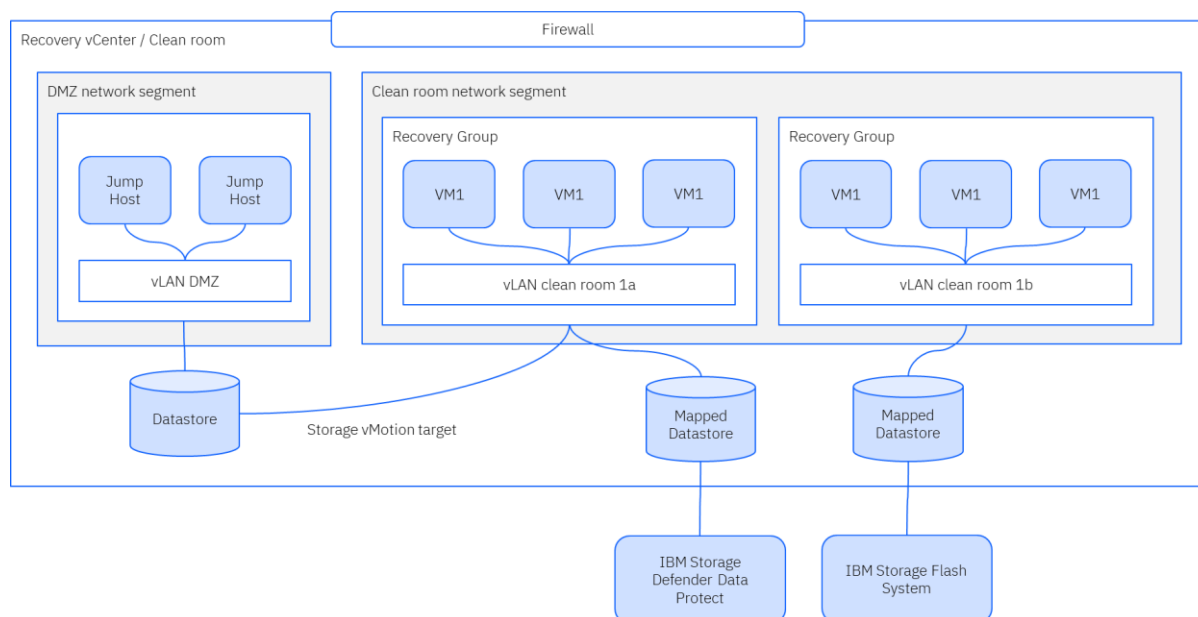 Firewall
Recovery vCenter / Clean room
DMZ network segment
Jump
Host
Jump
Host
vLAN DMZ
Clean room network segment
Recovery Group
VM1
VM1
VM1
vLAN clean room 1a
Recovery Group
VM1
VM1
VM1
vLAN clean room 1b
Datastore
Storage vMotion target
Mapped
Datastore
Mapped
Datastore
IBM Storage
Defender Data
Protect
IBM Storage Flash
System